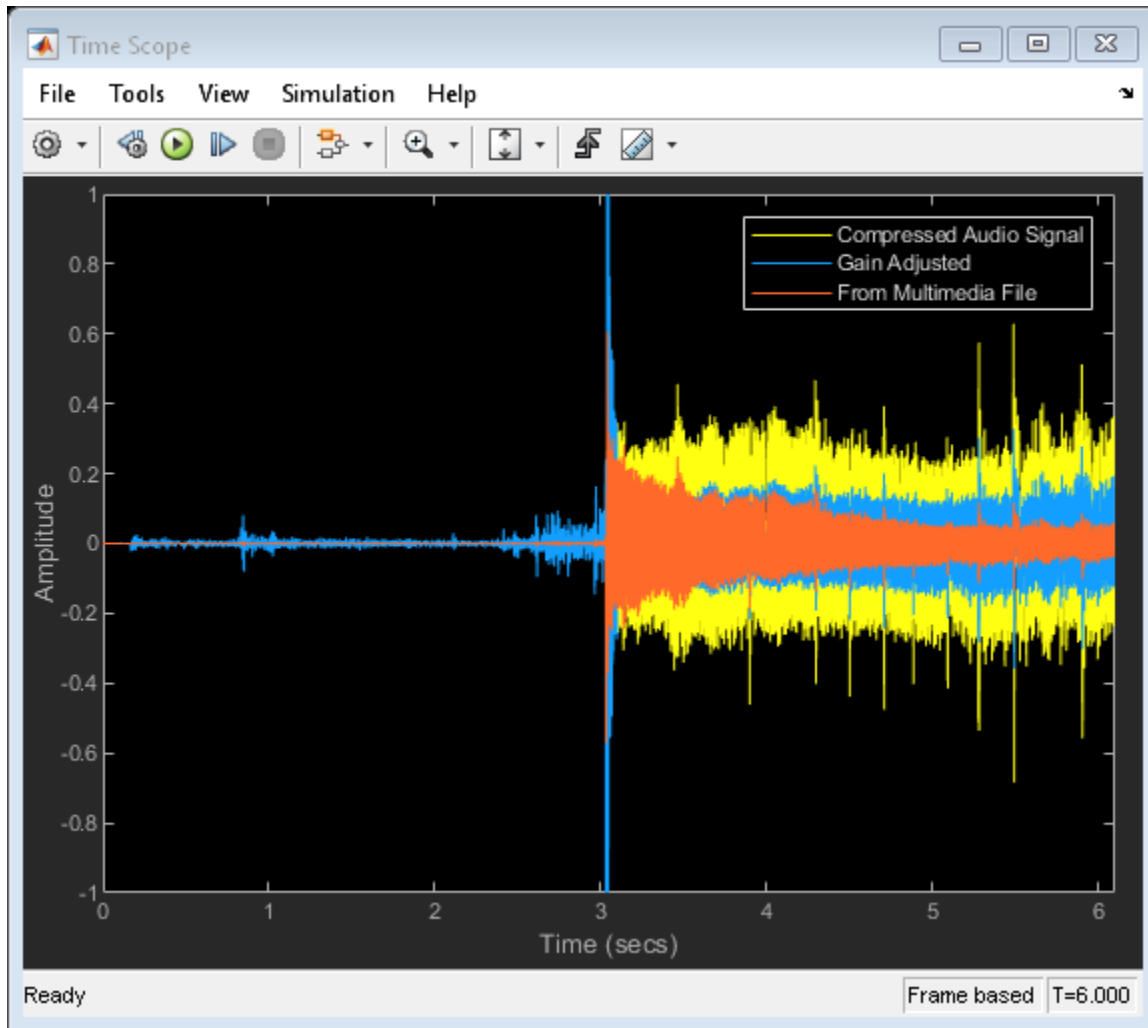 Time Scope
File Tools View Simulation Help
Compressed Audio Signal
Gain Adjusted
From Multimedia File
1
0.8
0.6
0.4
0.2
0
-0.2
-0.4
-0.6
-0.8
-1
Amplitude
0 1 2 3 4 5 6
Time (secs)
Ready Frame based T=6.000